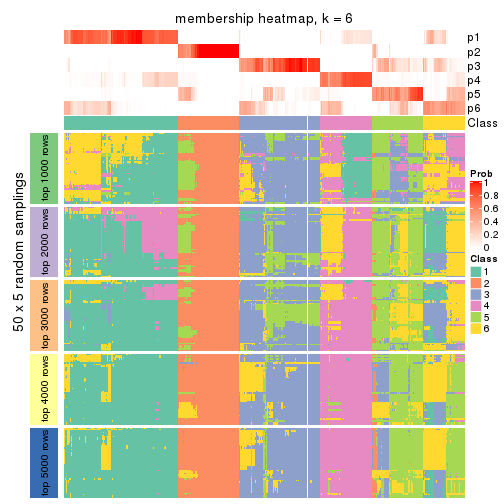 membership heatmap, k = 6
p1
p2
p3
p4
p5
p6
Class
50 x 5 random samplings
top 1000 rows
top 2000 rows
top 3000 rows
top 4000 rows
top 5000 rows
Prob
1
0.8
0.6
0.4
0.2
0
Class
1
2
3
4
5
6